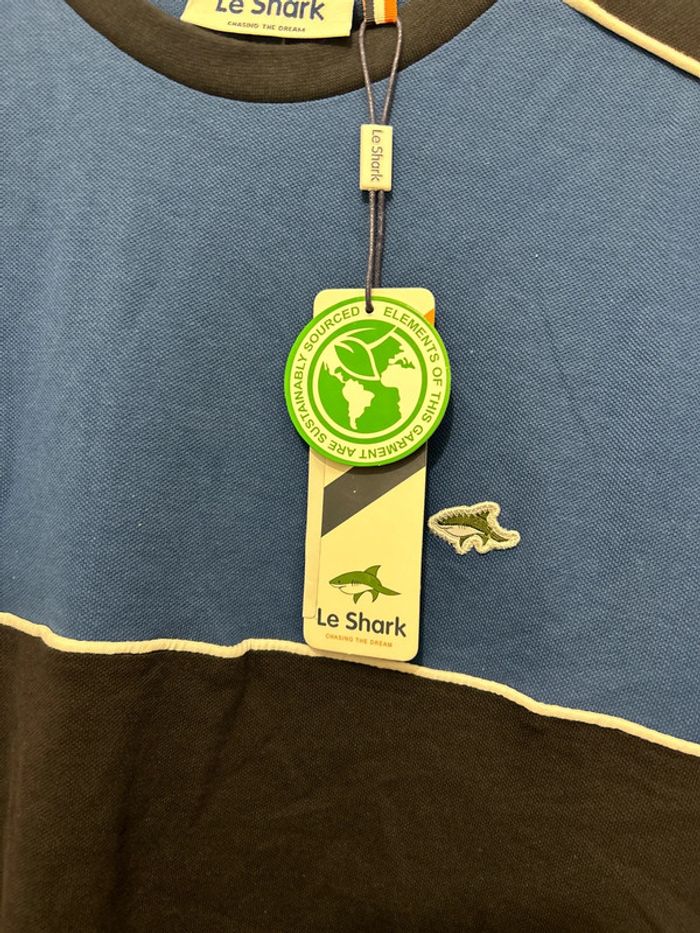 Le Shark
CHASING THE DREAM
Le Shark
ELEMENTS OF THIS GARMENT ARE SUSTAINABLY SOURCED
Le Shark
CHASING THE DREAM